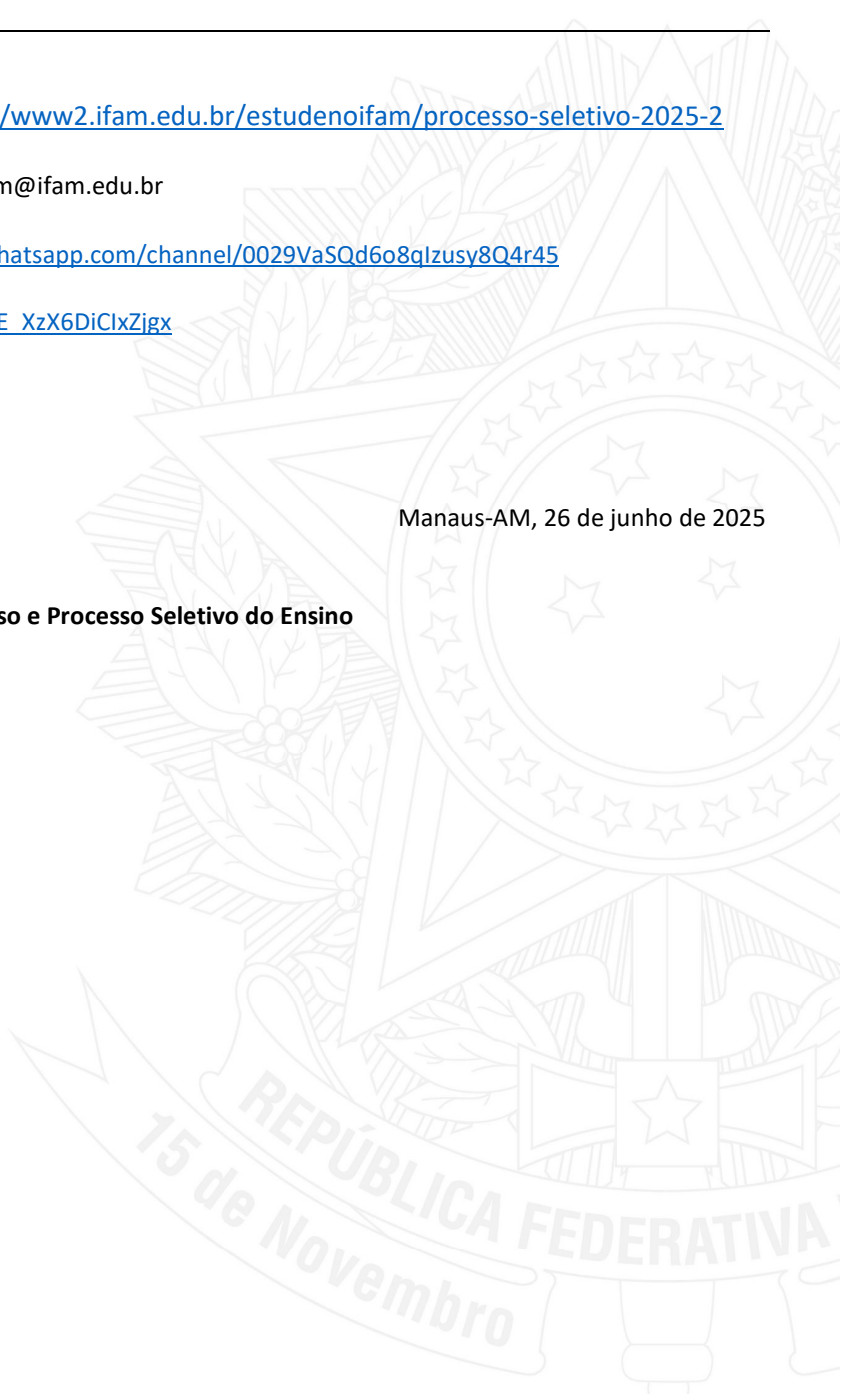 /www2.ifam.edu.br/estudenoifam/processo-seletivo-2025-2
m@ifam.edu.br
hatsapp.com/channel/0029VaSQd6o8qIzusy8Q4r45
E_XzX6DiCIxZjgx
Manaus-AM, 26 de junho de 2025
so e Processo Seletivo do Ensino
REPÚBLICA FEDERATIVA
15 de Novembro